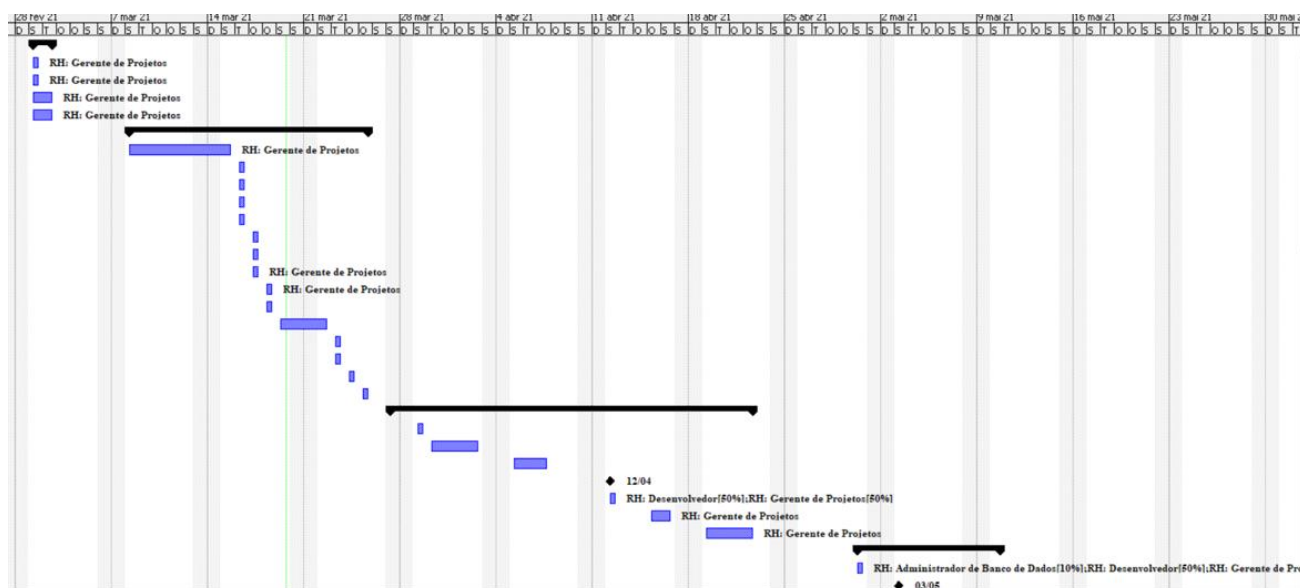 28 fev 21 7 mar 21 14 mar 21 21 mar 21 28 mar 21 4 abr 21 11 abr 21 18 abr 21 25 abr 21 2 mai 21 9 mai 21 16 mai 21 23 mai 21 30 mai 21
D S T Q Q S S D S T Q Q S S D S T Q Q S S D S T Q Q S S D S T Q Q S S D S T Q Q S S D S T Q Q S S D S T Q Q S S D S T Q Q S S D S T Q Q S S D S T Q Q S S D S T Q Q S S D S T Q Q S S D S T
RH: Gerente de Projetos
RH: Gerente de Projetos
RH: Gerente de Projetos
RH: Gerente de Projetos
RH: Gerente de Projetos
RH: Gerente de Projetos
RH: Gerente de Projetos
12/04
RH: Desenvolvedor[50%];RH: Gerente de Projetos[50%]
RH: Gerente de Projetos
RH: Gerente de Projetos
RH: Administrador de Banco de Dados[10%];RH: Desenvolvedor[50%];RH: Gerente de Pro
03/05